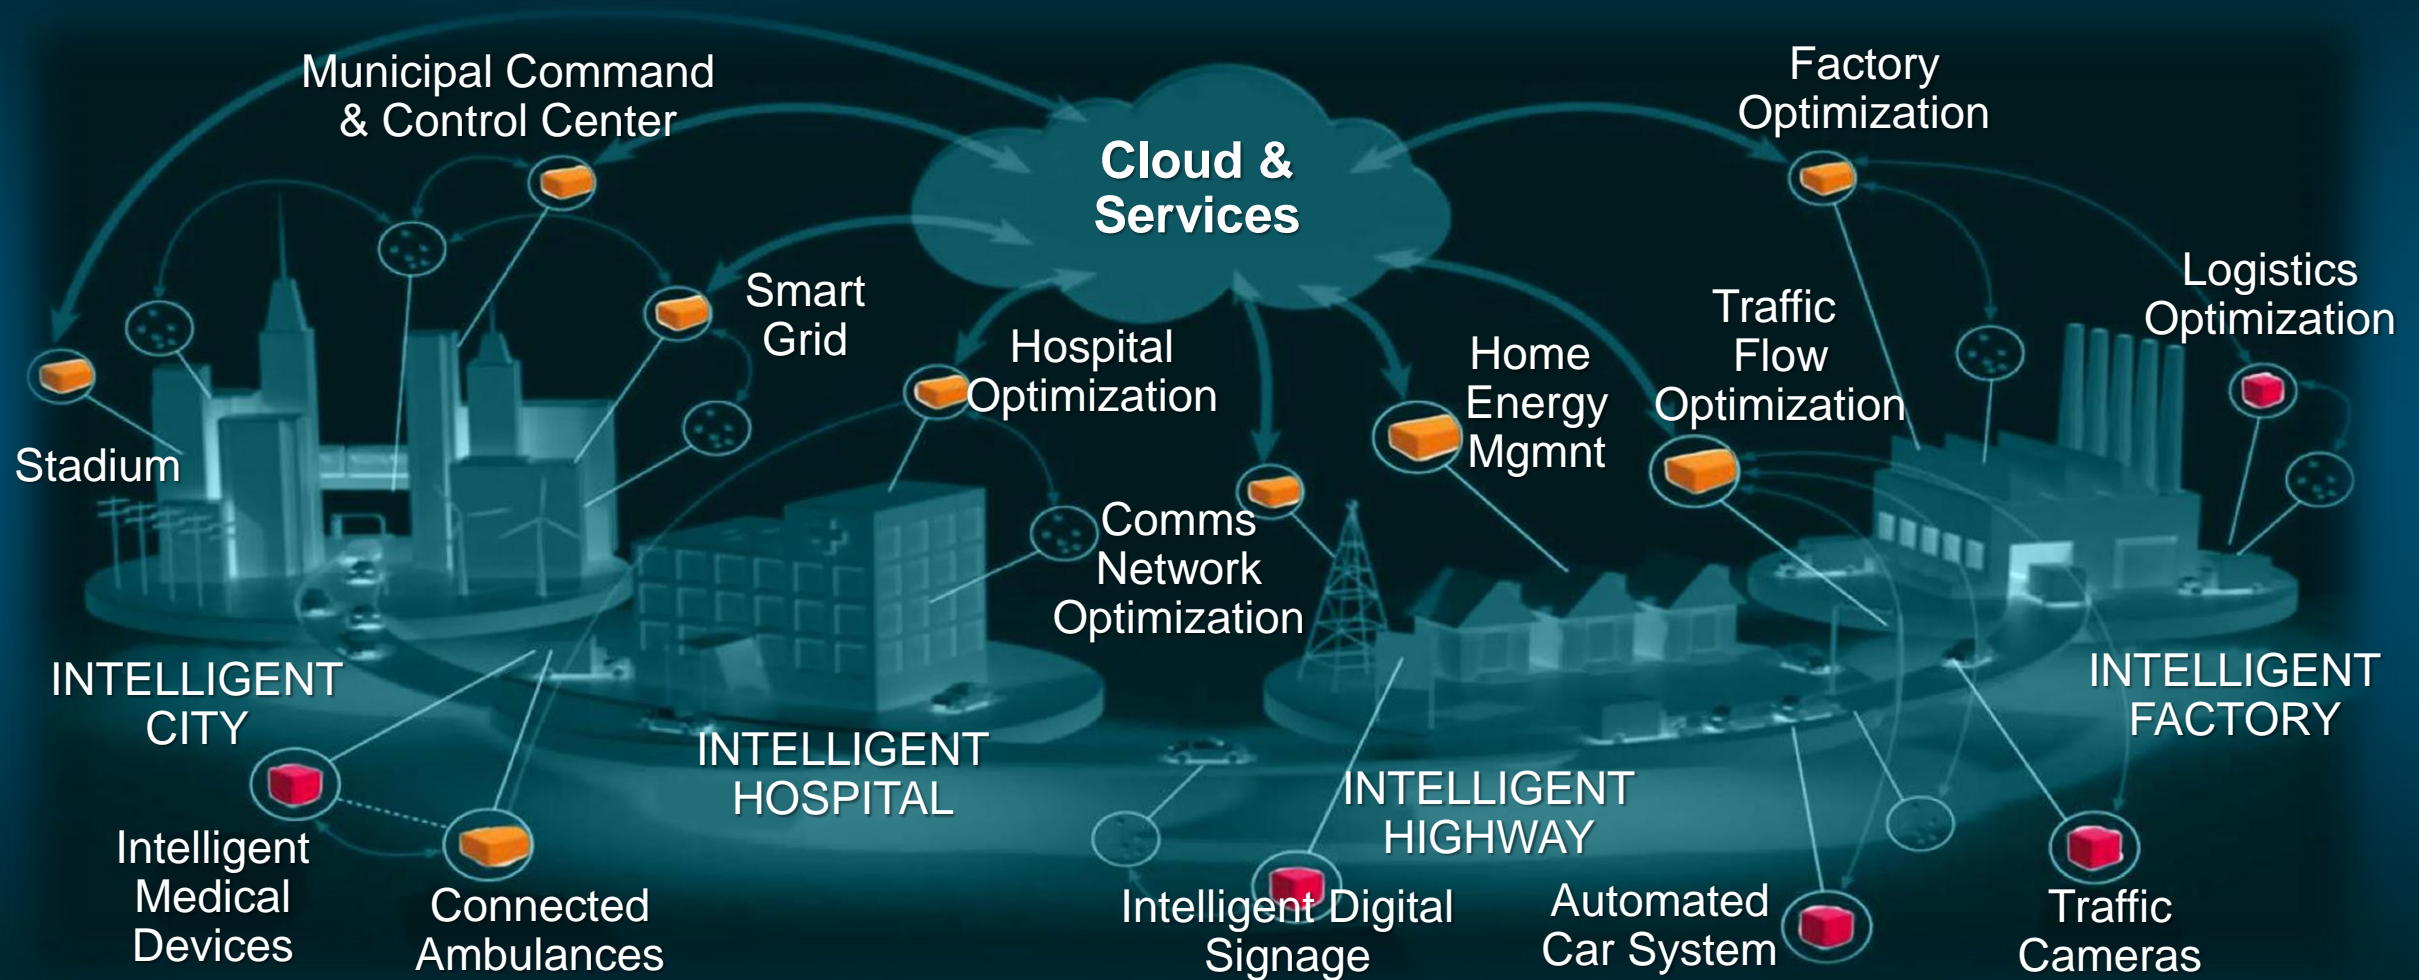 Municipal Command
& Control Center
Factory
Optimization
Cloud &
Services
Smart
Grid
Logistics
Optimization
Traffic
Flow
Optimization
Hospital
Optimization
Home
Energy
Mgmnt
Stadium
Comms
Network
Optimization
INTELLIGENT
CITY
INTELLIGENT
FACTORY
INTELLIGENT
HOSPITAL
INTELLIGENT
HIGHWAY
Intelligent
Medical
Devices
Connected
Ambulances
Intelligent Digital
Signage
Automated
Car System
Traffic
Cameras